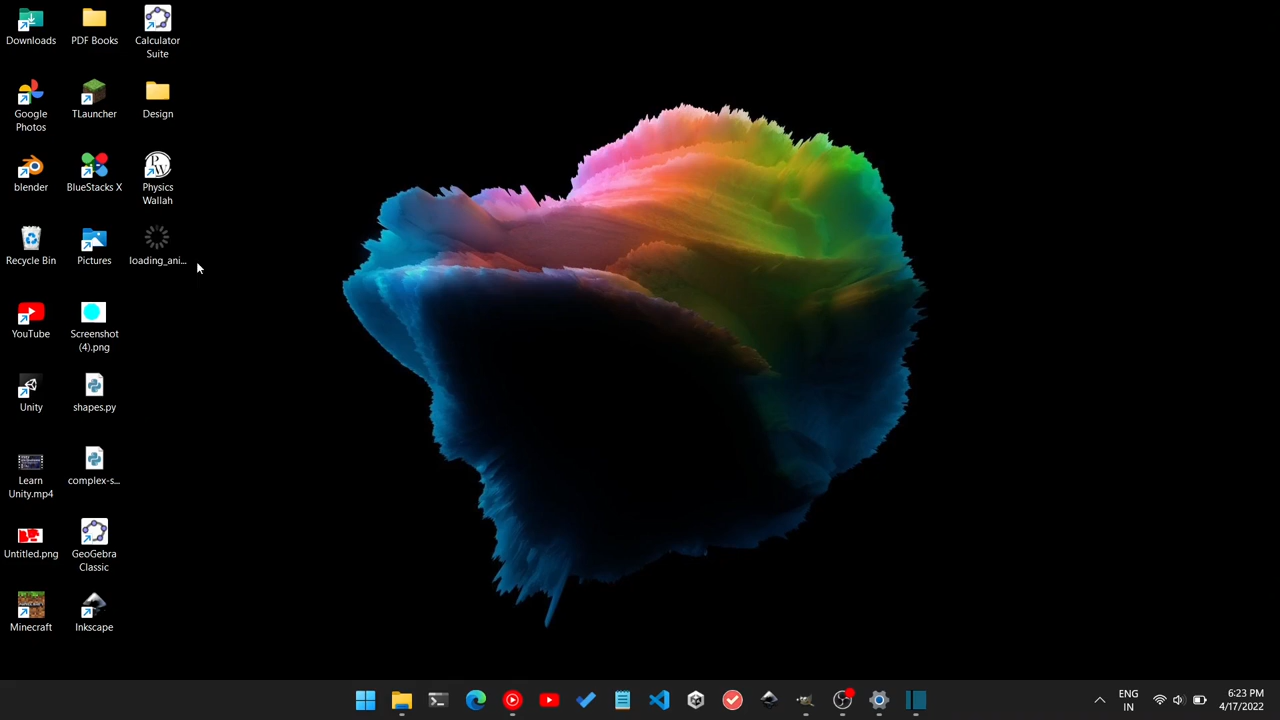 Downloads
PDF Books
Calculator
Suite
Google
Photos
TLauncher
Design
blender
BlueStacks X
Physics
Wallah
PW
Recycle Bin
Pictures
loading_ani...
YouTube
Screenshot
(4).png
Unity
shapes.py
Learn
Unity.mp4
complex-s...
Untitled.png
GeoGebra
Classic
Minecraft
Inkscape
ENG
IN
6:23 PM
4/17/2022